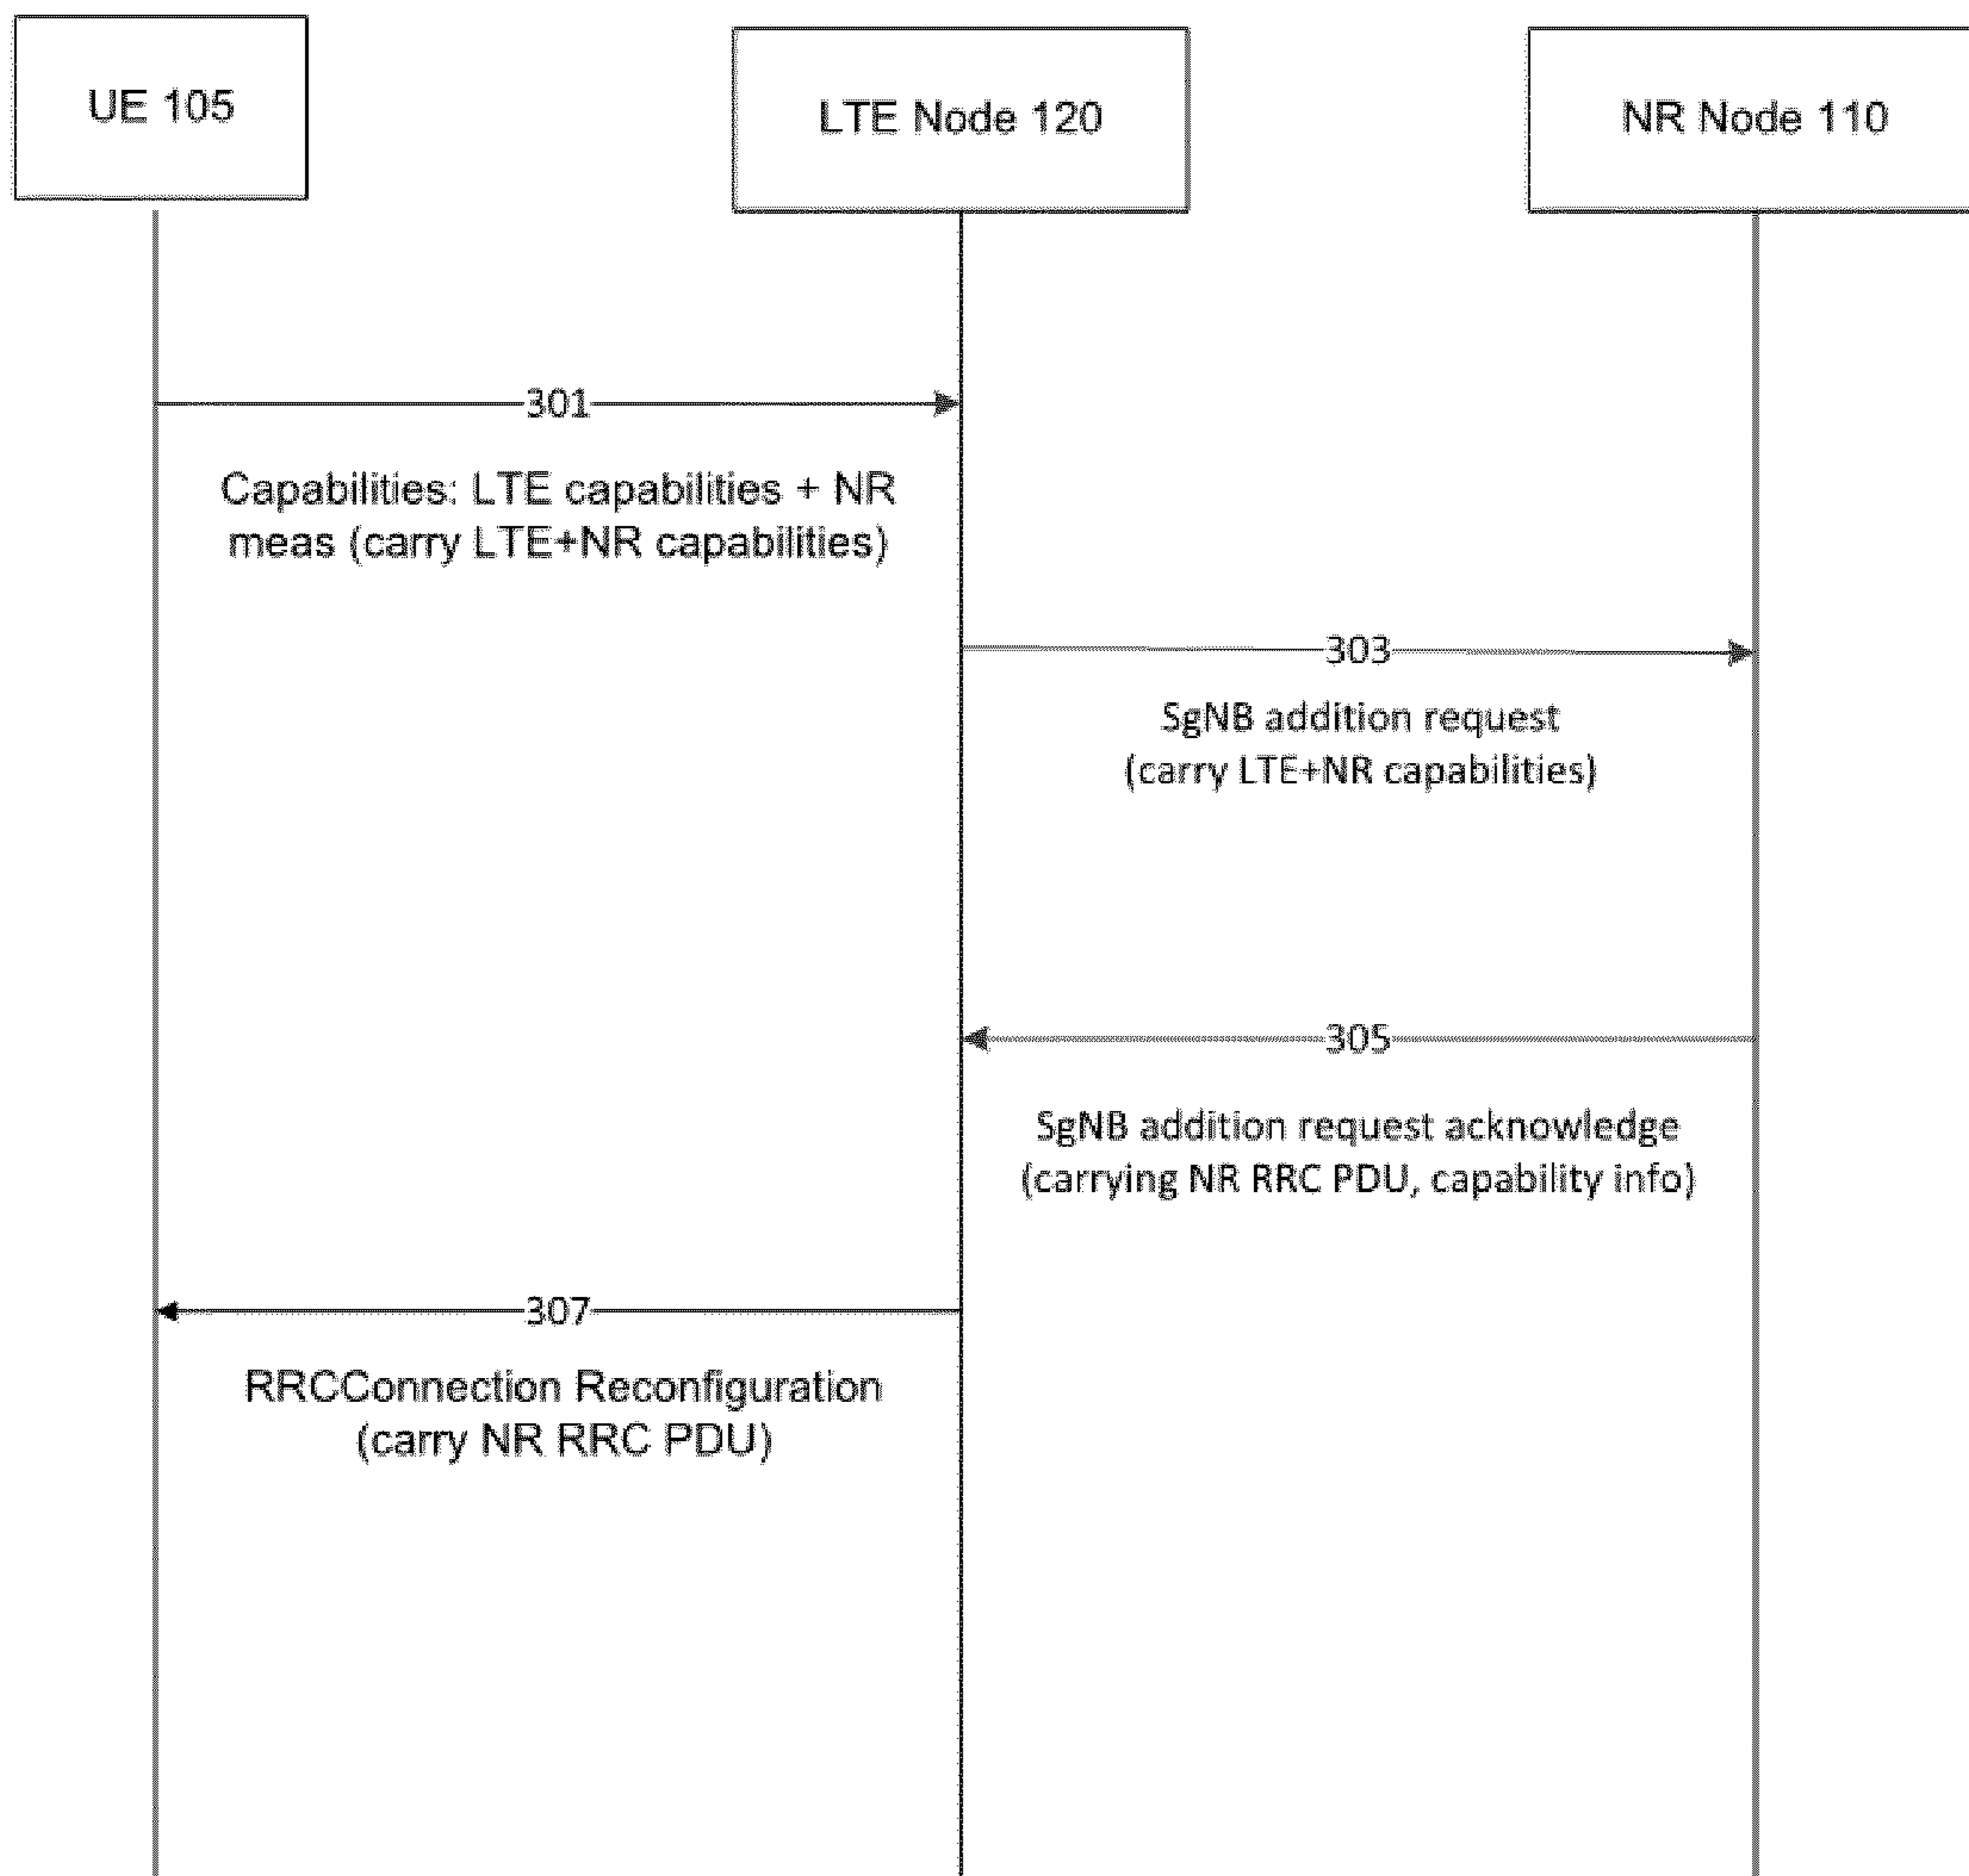 UE 105
LTE Node 120
NR Node 110
301
Capabilities: LTE capabilities + NR
meas (carry LTE+NR capabilities)
303
SgNB addition request
(carry LTE+NR capabilities)
305
SgNB addition request acknowledge
(carrying NR RRC PDU, capability info)
307
RRCConnection Reconfiguration
(carry NR RRC PDU)